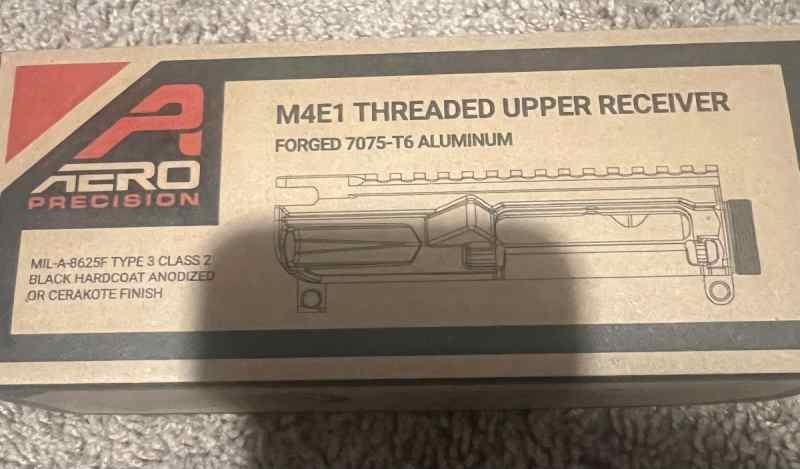 AERO
PRECISION
M4E1 THREADED UPPER RECEIVER
FORGED 7075-T6 ALUMINUM
MIL-A-8625F TYPE 3 CLASS 2
BLACK HARDCOAT ANODIZED
OR CERAKOTE FINISH